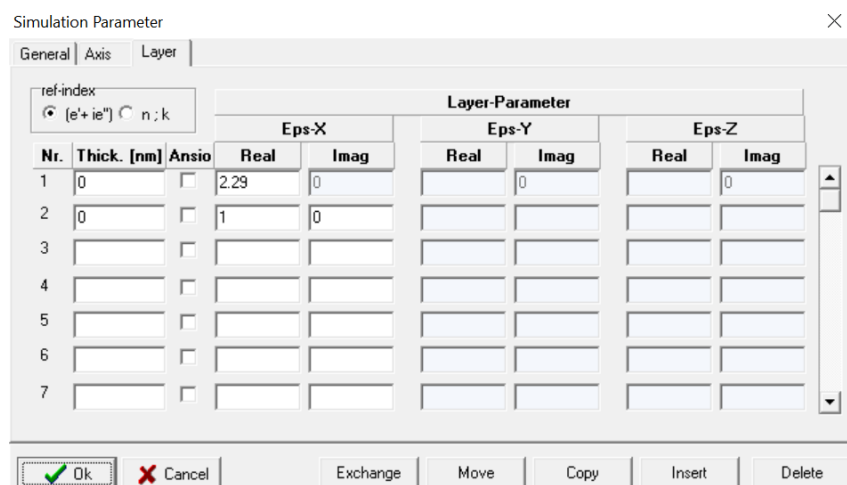 Simulation Parameter
General Axis Layer
ref-index
(e'+ ie") n ; k
Layer-Parameter
Eps-X Eps-Y Eps-Z
Nr. Thick. [nm] Ansio Real Imag Real Imag Real Imag
1 0 2.29 0 0 0
2 0 1 0
3
4
5
6
7
Ok Cancel Exchange Move Copy Insert Delete